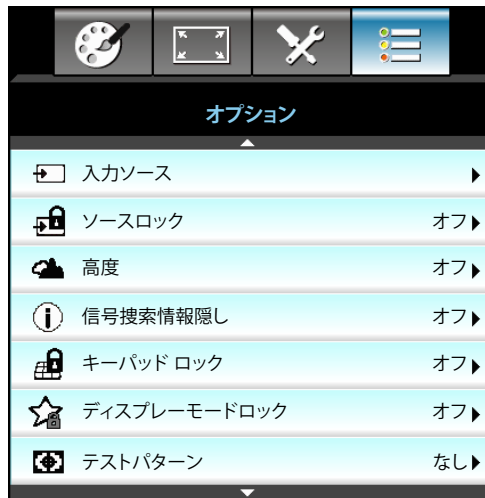 オプション
入力ソース
ソースロック オフ
高度 オフ
信号捜索情報隠し オフ
キーパッド ロック オフ
ディスプレーモードロック オフ
テストパターン なし